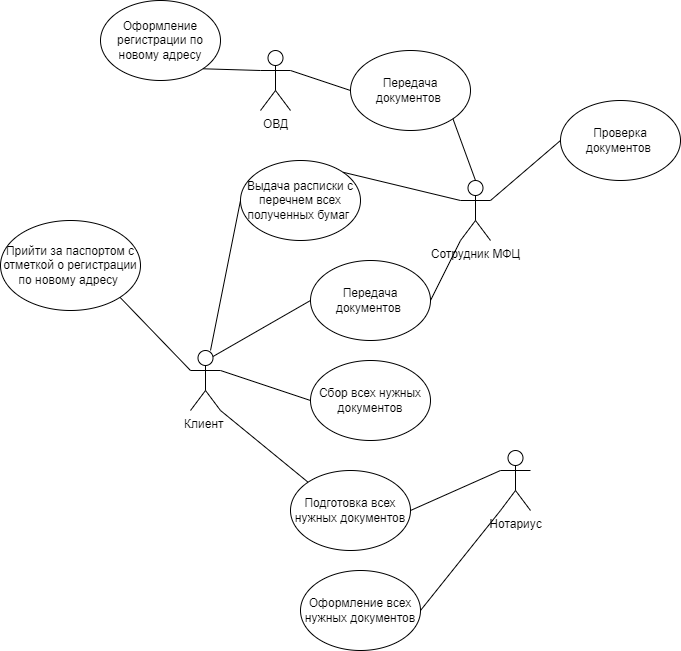 Оформление
регистрации по
новому адресу
ОВД
Передача
документов
Проверка
документов
Выдача расписки с
перечнем всех
полученных бумаг
Сотрудник МФЦ
Прийти за паспортом с
отметкой о регистрации
по новому адресу
Передача
документов
Клиент
Сбор всех нужных
документов
Подготовка всех
нужных документов
Нотариус
Оформление всех
нужных документов